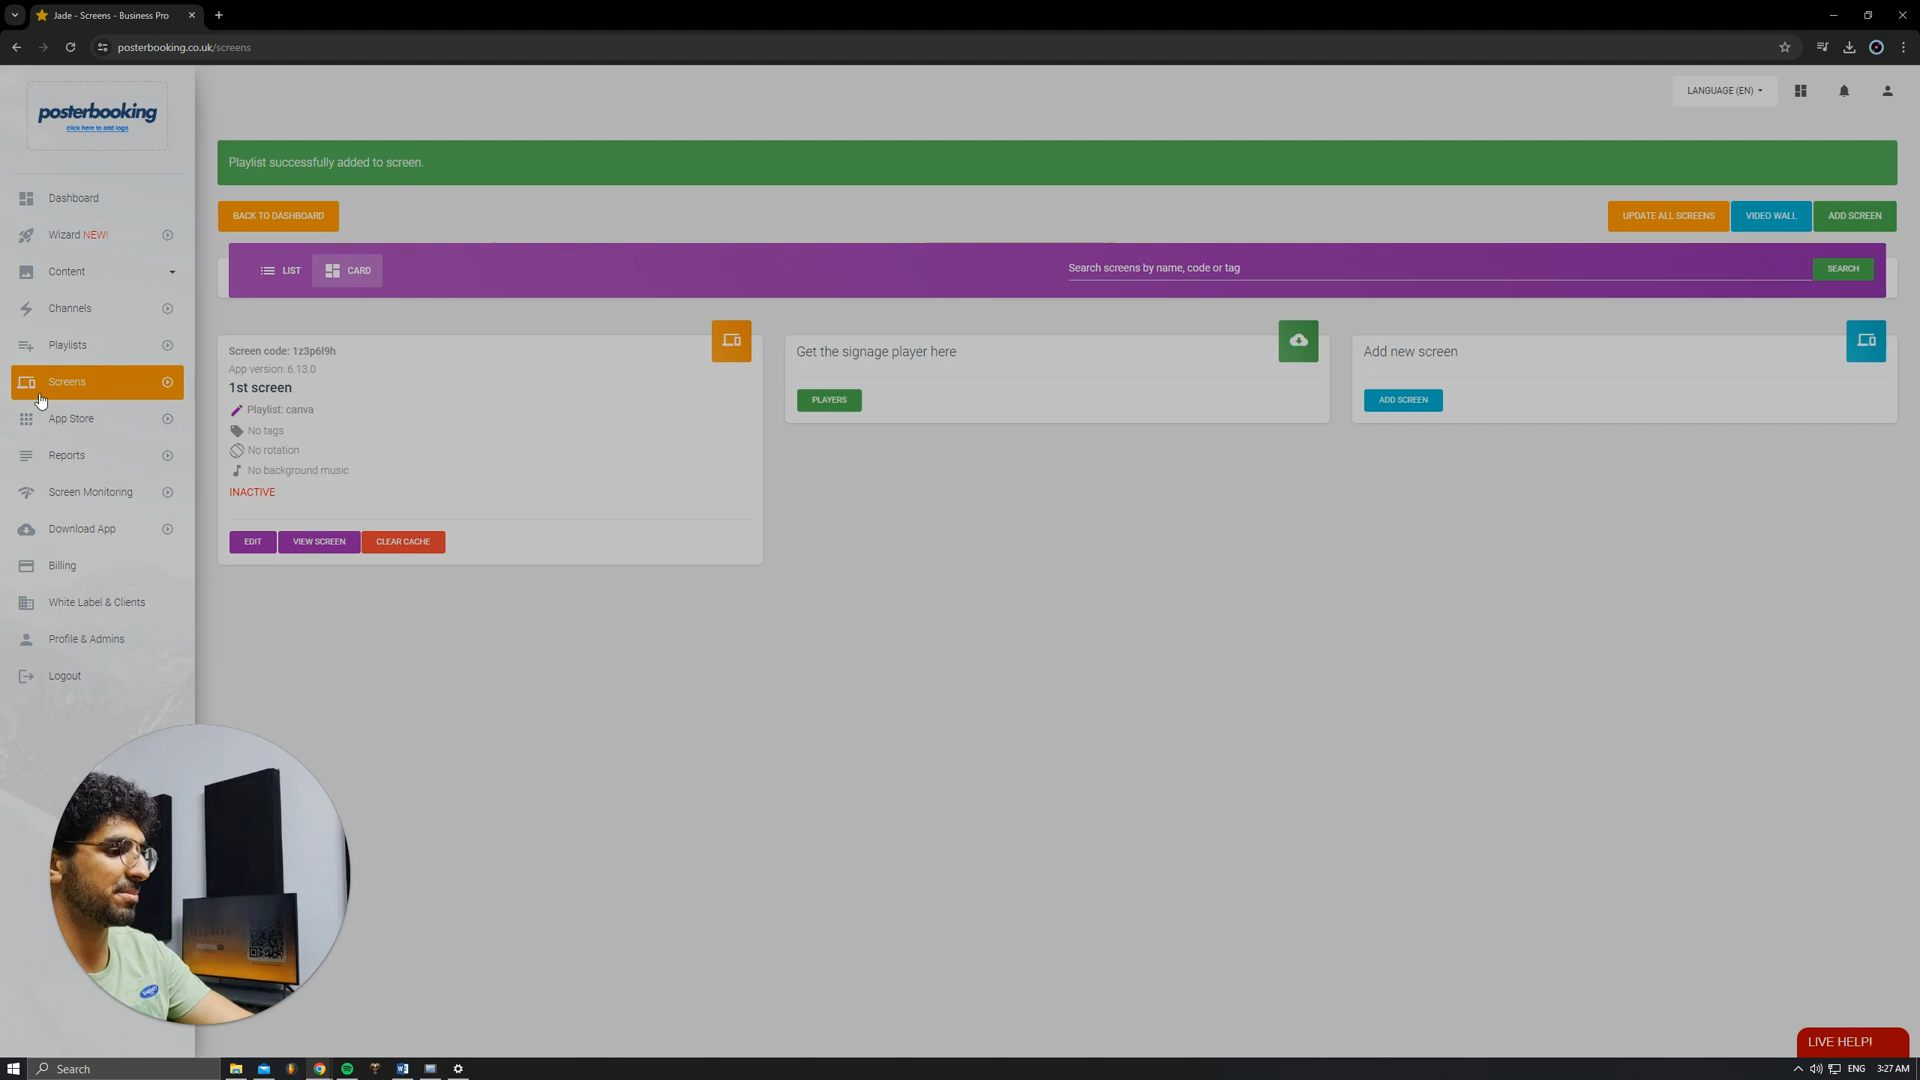 Jade - Screens - Business Pro
posterbooking.co.uk/screens
posterbooking
click here to add logo
LANGUAGE (EN)
Playlist successfully added to screen.
Dashboard
Wizard NEW!
Content
Channels
Playlists
Screens
App Store
Reports
Screen Monitoring
Download App
Billing
White Label & Clients
Profile & Admins
Logout
BACK TO DASHBOARD
UPDATE ALL SCREENS
VIDEO WALL
ADD SCREEN
LIST
CARD
Search screens by name, code or tag
SEARCH
Screen code: 1z3p6l9h
App version: 6.13.0
1st screen
Playlist: canva
No tags
No rotation
No background music
INACTIVE
EDIT
VIEW SCREEN
CLEAR CACHE
Get the signage player here
PLAYERS
Add new screen
ADD SCREEN
LIVE HELP!
Search
ENG
3:27 AM